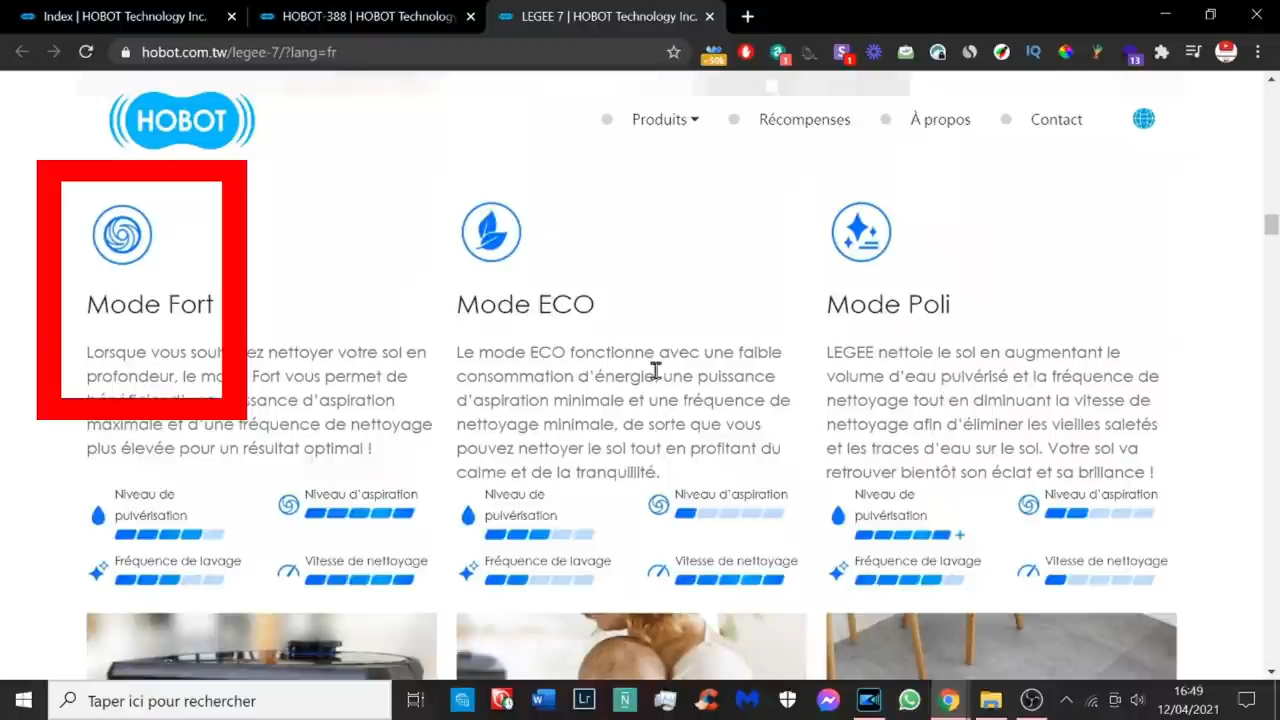 Index | HOBOT Technology Inc.
HOBOT-388 | HOBOT Technology
LEGEE 7 | HOBOT Technology Inc.
hobot.com.tw/legee-7/?lang=fr
HOBOT
Produits
Récompenses
À propos
Contact
Mode Fort
Lorsque vous souh ez nettoyer votre sol en
profondeur, le mo Fort vous permet de
ssance d'aspiration
maximale et d'une fréquence de nettoyage
plus élevée pour un résultat optimal !
Niveau de
pulvérisation
Niveau d'aspiration
Fréquence de lavage
Vitesse de nettoyage
Mode ECO
Le mode ECO fonctionne avec une faible
consommation d'énergie, une puissance
d'aspiration minimale et une fréquence de
nettoyage minimale, de sorte que vous
pouvez nettoyer le sol tout en profitant du
calme et de la tranquillité.
Niveau de
pulvérisation
Niveau d'aspiration
Fréquence de lavage
Vitesse de nettoyage
Mode Poli
LEGEE nettoie le sol en augmentant le
volume d'eau pulvérisé et la fréquence de
nettoyage tout en diminuant la vitesse de
nettoyage afin d'éliminer les vieilles saletés
et les traces d'eau sur le sol. Votre sol va
retrouver bientôt son éclat et sa brillance !
Niveau de
pulvérisation
+
Niveau d'aspiration
Fréquence de lavage
Vitesse de nettoyage
Taper ici pour rechercher
Lr
16:49
12/04/2021